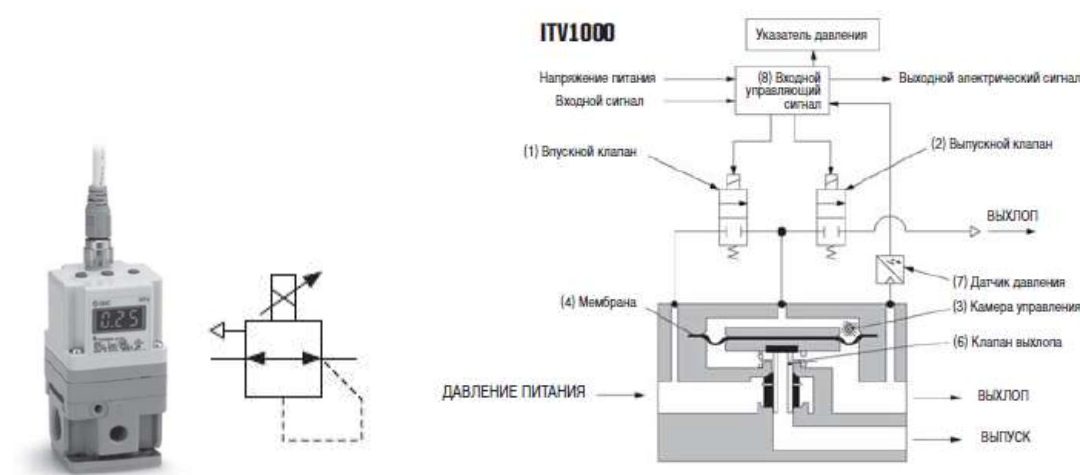 ITV1000
Указатель давления
Напряжение питания
Входной сигнал
(8) Входной
управляющий
сигнал
Выходной электрический сигнал
(1) Впускной клапан
(2) Выпускной клапан
ВЫХЛОП
(7) Датчик давления
(4) Мембрана
(3) Камера управления
(6) Клапан выхлопа
ДАВЛЕНИЕ ПИТАНИЯ
ВЫХЛОП
ВЫПУСК
SMC
0.25